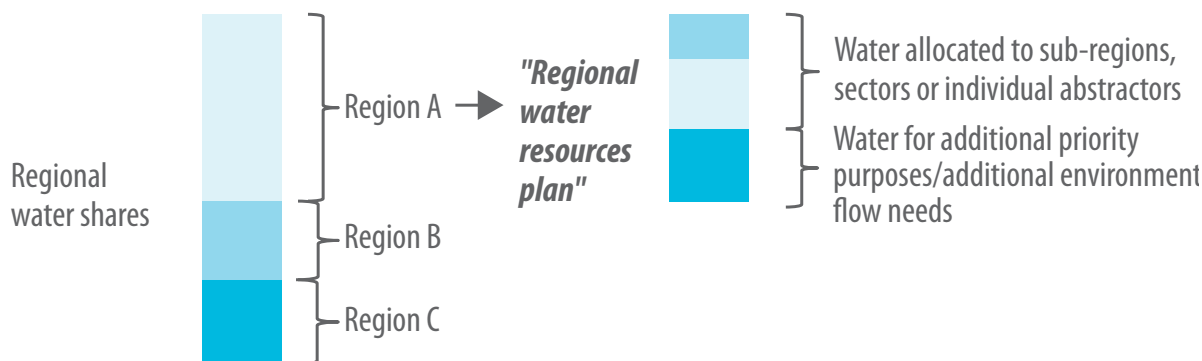 Regional
water shares
Region A
Region B
Region C
"Regional
water
resources
plan"
Water allocated to sub-regions,
sectors or individual abstractors
Water for additional priority
purposes/additional environment
flow needs